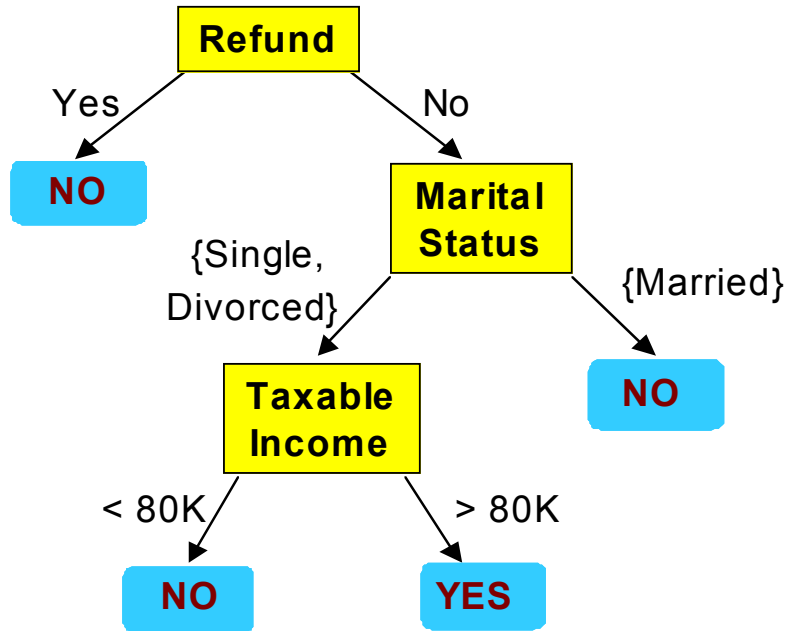 Refund
Yes
No
NO
Marital
Status
{Single,
Divorced}
{Married}
Taxable
Income
NO
< 80K
> 80K
NO
YES